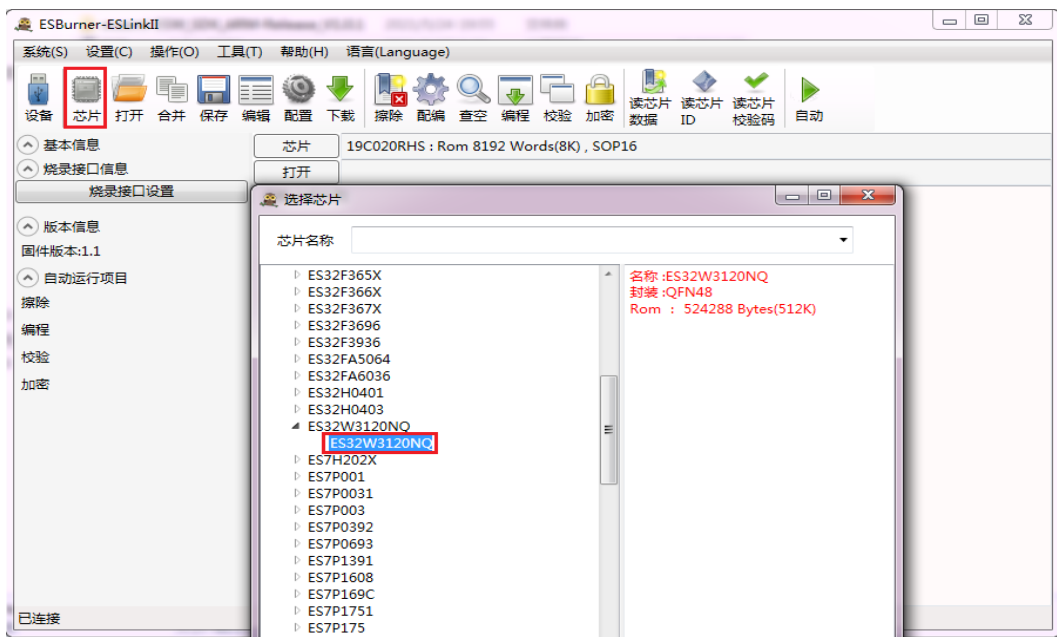 ESBurner-ESLinkII
系统(S) 设置(C) 操作(O) 工具(T) 帮助(H) 语言(Language)
设备 芯片 打开 合并 保存 编辑 配置 下载 擦除 配编 查空 编程 校验 加密 读芯片数据 读芯片ID 读芯片校验码 自动
基本信息
芯片 19C020RHS : Rom 8192 Words(8K) , SOP16
烧录接口信息
打开
烧录接口设置
版本信息
固件版本:1.1
自动运行项目
擦除
编程
校验
加密
选择芯片
芯片名称
ES32F365X
ES32F366X
ES32F367X
ES32F3696
ES32F3936
ES32FA5064
ES32FA6036
ES32H0401
ES32H0403
ES32W3120NQ
ES32W3120NQ
ES7H202X
ES7P001
ES7P0031
ES7P003
ES7P0392
ES7P0693
ES7P1391
ES7P1608
ES7P169C
ES7P1751
ES7P175
名称 :ES32W3120NQ
封装 :QFN48
Rom : 524288 Bytes(512K)
已连接